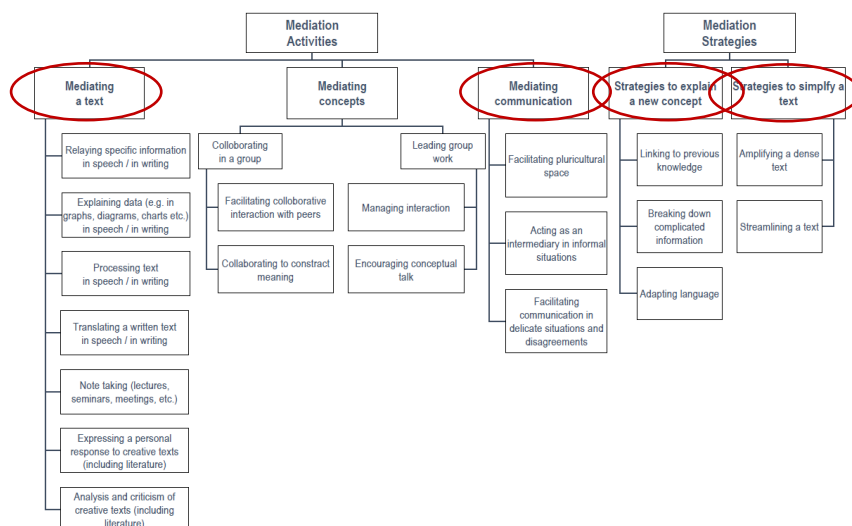 Mediation
Activities
Mediation
Strategies
Mediating
a text
Mediating
concepts
Mediating
communication
Strategies to explain
a new concept
Strategies to simplfy a
text
Relaying specific information
in speech / in writing
Explaining data (e.g. in
graphs, diagrams, charts etc.)
in speech / in writing
Processing text
in speech / in writing
Translating a written text
in speech / in writing
Note taking (lectures,
seminars, meetings, etc.)
Expressing a personal
response to creative texts
(including literature)
Analysis and criticism of
creative texts (including
literature)
Colloborating
in a group
Facilitating colloborative
interaction with peers
Collaborating to constract
meaning
Leading group
work
Managing interaction
Encouraging conceptual
talk
Facilitating pluricultural
space
Acting as an
intermediary in informal
situations
Facilitating
communication in
delicate situations and
disagreements
Linking to previous
knowledge
Breaking down
complicated
information
Adapting language
Amplifying a dense
text
Streamlining a text